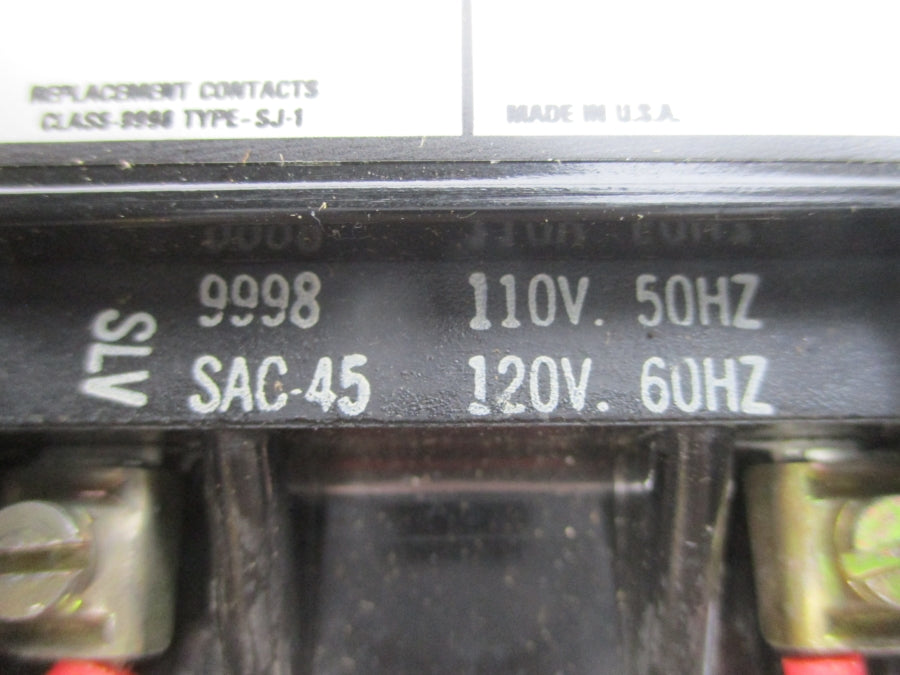 REPLACEMENT CONTACTS
CLASS-9998 TYPE-SJ-1
MADE IN U.S.A.
9998
SAC-45
SLV
110V. 50HZ
120V. 60HZ